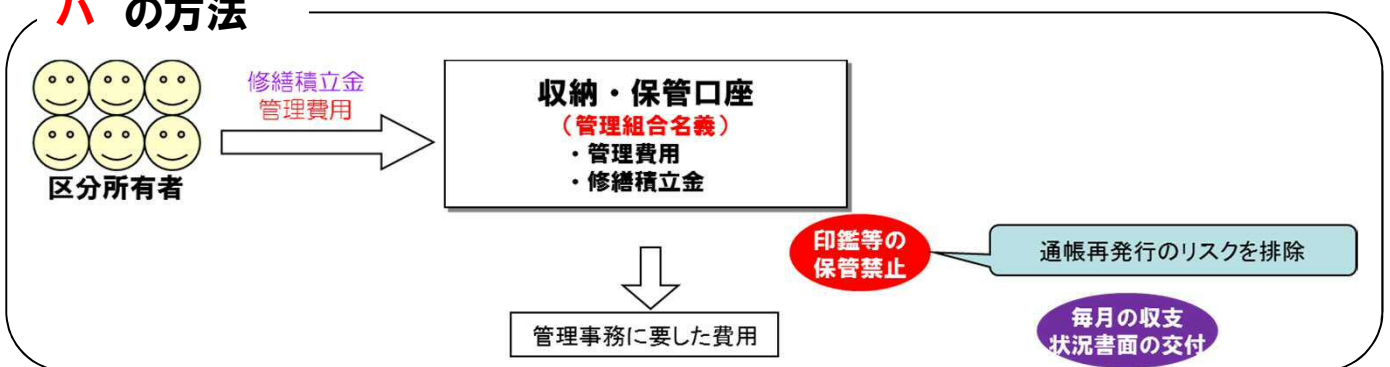 ハ の方法
修繕積立金
管理費用
区分所有者
収納・保管口座
（管理組合名義）
・管理費用
・修繕積立金
印鑑等の
保管禁止
通帳再発行のリスクを排除
管理事務に要した費用
毎月の収支
状況書面の交付